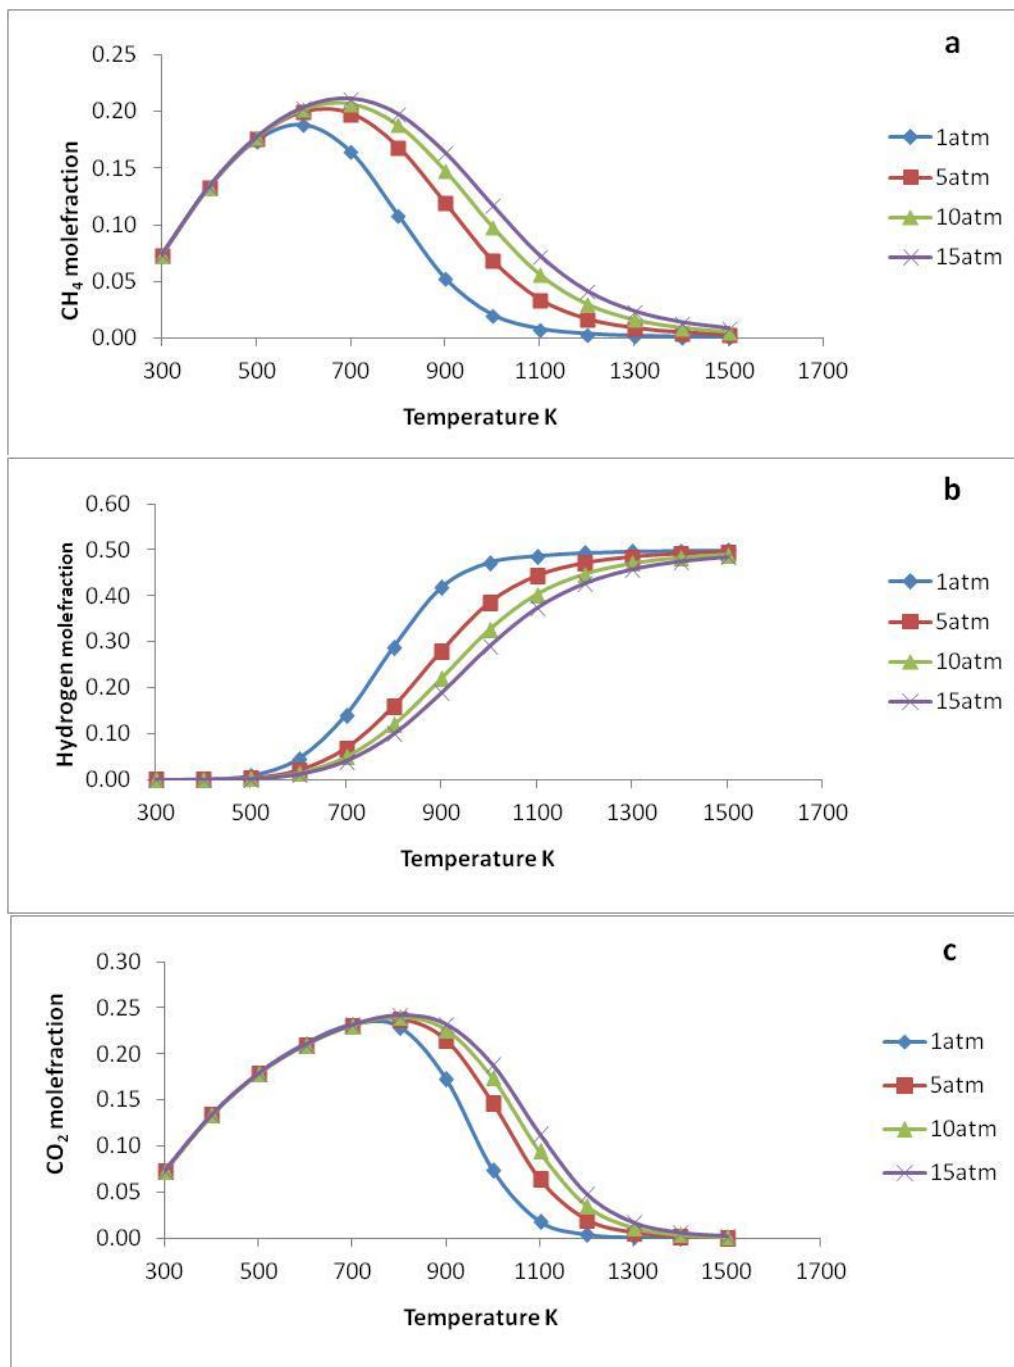 a
0.25
0.20
0.15
0.10
0.05
0.00
CH₄ molefraction
300 500 700 900 1100 1300 1500 1700
Temperature K
1atm
5atm
10atm
15atm
b
0.60
0.50
0.40
0.30
0.20
0.10
0.00
Hydrogen molefraction
300 500 700 900 1100 1300 1500 1700
Temperature K
1atm
5atm
10atm
15atm
c
0.30
0.25
0.20
0.15
0.10
0.05
0.00
CO₂ molefraction
300 500 700 900 1100 1300 1500 1700
Temperature K
1atm
5atm
10atm
15atm